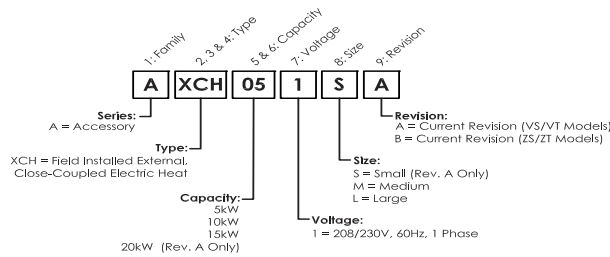 1: Family
2, 3 & 4: Type
5 & 6: Capacity
7: Voltage
8: Size
9: Revision
A XCH 05 1 S A
Series:
A = Accessory
Type:
XCH = Field Installed External,
Close-Coupled Electric Heat
Capacity:
5kW
10kW
15kW
20kW (Rev. A Only)
Voltage:
1 = 208/230V, 60Hz, 1 Phase
Size:
S = Small (Rev. A Only)
M = Medium
L = Large
Revision:
A = Current Revision (VS/VT Models)
B = Current Revision (ZS/ZT Models)